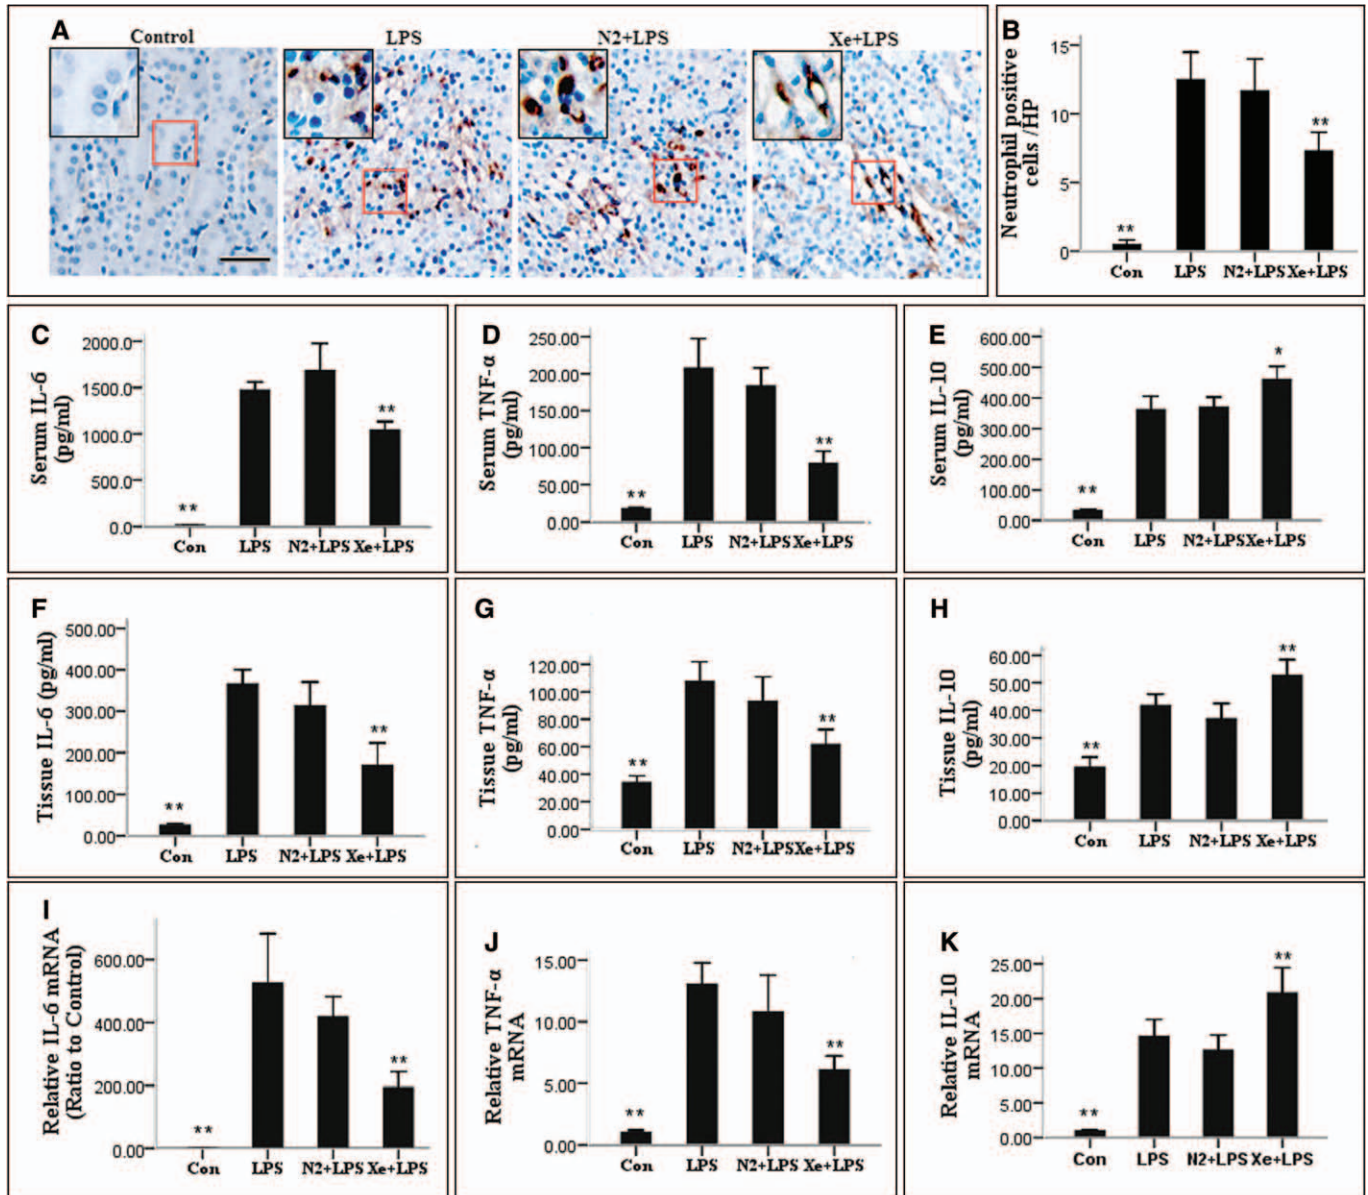 A
Control
LPS
N2+LPS
Xe+LPS
B
Neutrophil positive
cells /HP
15
10
5
0
**
**
Con
LPS
N2+LPS
Xe+LPS
C
Serum IL-6
(pg/ml)
2000.0
1500.0
1000.0
500.0
0.0
**
**
Con
LPS
N2+LPS
Xe+LPS
D
Serum TNF-α
(pg/ml)
250.00
200.00
150.00
100.00
50.00
0.00
**
**
Con
LPS
N2+LPS
Xe+LPS
E
Serum IL-10
(pg/ml)
600.00
500.00
400.00
300.00
200.00
100.00
0.00
**
*
Con
LPS
N2+LPS
Xe+LPS
F
Tissue IL-6 (pg/ml)
500.00
400.00
300.00
200.00
100.00
0.00
**
**
Con
LPS
N2+LPS
Xe+LPS
G
Tissue TNF-α
(pg/ml)
120.00
100.00
80.00
60.00
40.00
20.00
0.00
**
**
Con
LPS
N2+LPS
Xe+LPS
H
Tissue IL-10
(pg/ml)
60.00
50.00
40.00
30.00
20.00
10.00
0.00
**
**
Con
LPS
N2+LPS
Xe+LPS
I
Relative IL-6 mRNA
(Ratio to Control)
600.00
400.00
200.00
0.00
**
**
Con
LPS
N2+LPS
Xe+LPS
J
Relative TNF-α
mRNA
15.00
10.00
5.00
0.00
**
**
Con
LPS
N2+LPS
Xe+LPS
K
Relative IL-10
mRNA
25.00
20.00
15.00
10.00
5.00
0.00
**
**
Con
LPS
N2+LPS
Xe+LPS